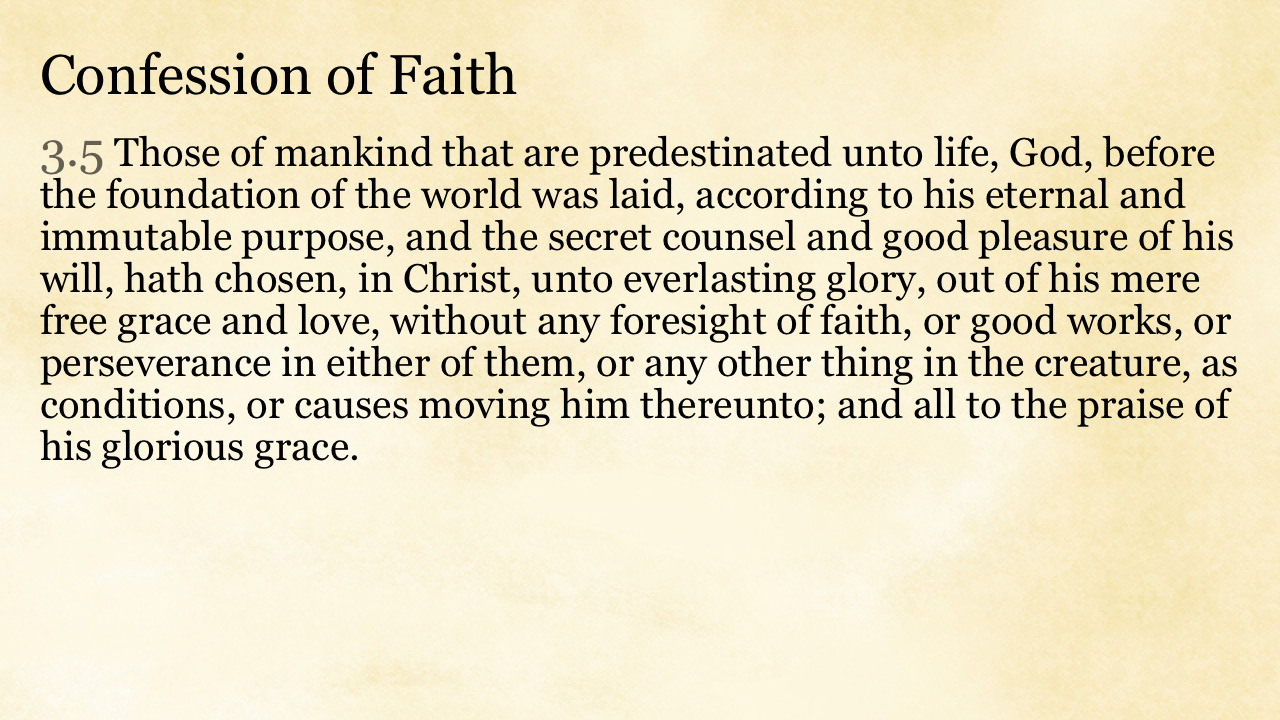 Confession of Faith
3.5 Those of mankind that are predestinated unto life, God, before
the foundation of the world was laid, according to his eternal and
immutable purpose, and the secret counsel and good pleasure of his
will, hath chosen, in Christ, unto everlasting glory, out of his mere
free grace and love, without any foresight of faith, or good works, or
perseverance in either of them, or any other thing in the creature, as
conditions, or causes moving him thereunto; and all to the praise of
his glorious grace.